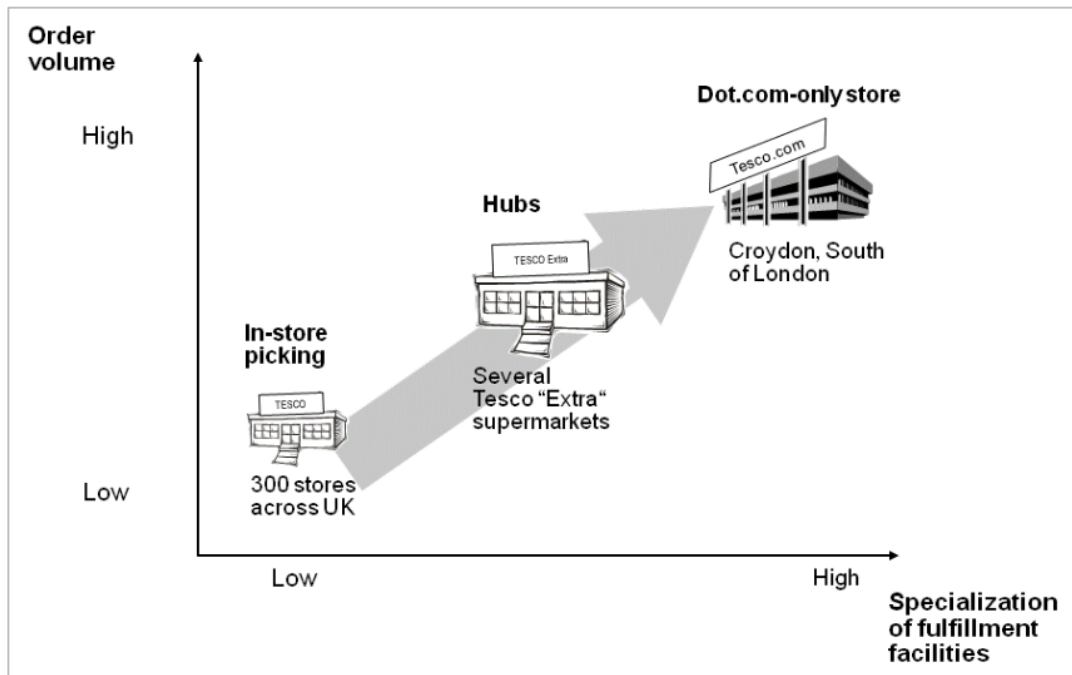 Order
volume
High
Low
Dot.com-only store
Tesco.com
Croydon, South
of London
Hubs
TESCO Extra
Several
Tesco “Extra“
supermarkets
In-store
picking
TESCO
300 stores
across UK
Low
High
Specialization
of fulfillment
facilities